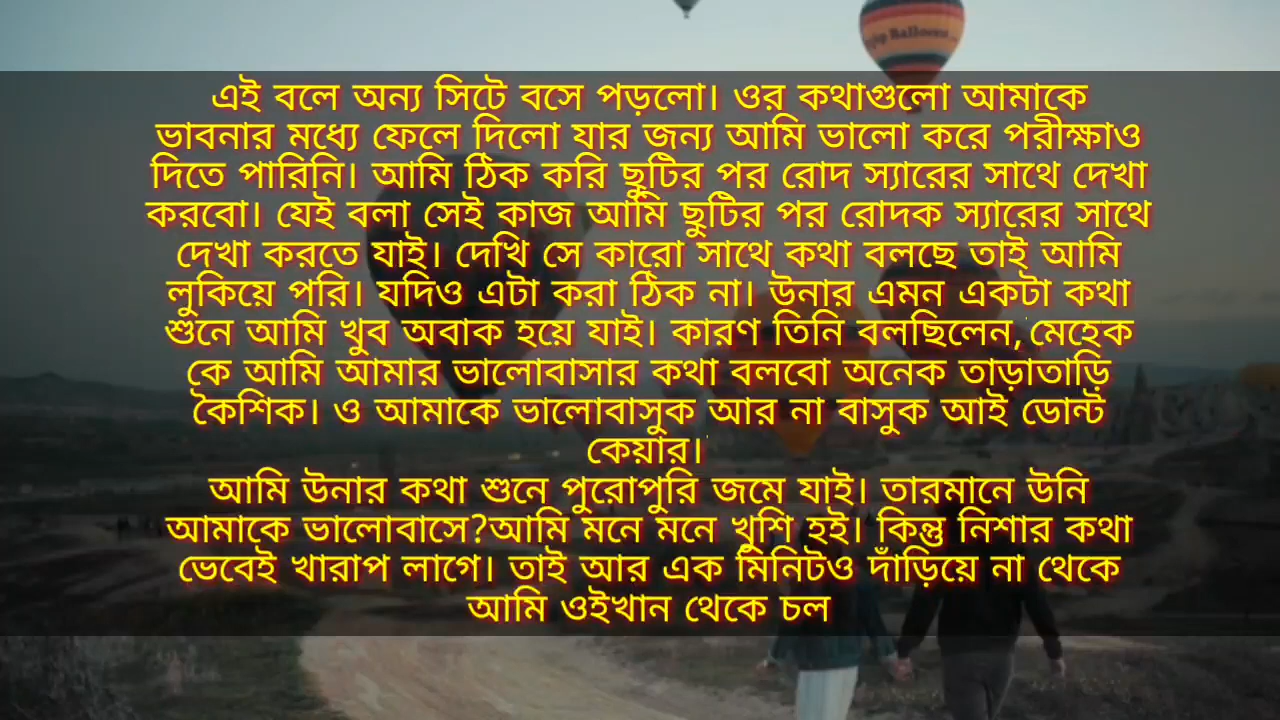 এই বলে অন্য সিটে বসে পড়লো। ওর কথাগুলো আমাকে
ভাবনার মধ্যে ফেলে দিলো যার জন্য আমি ভালো করে পরীক্ষাও
দিতে পারিনি। আমি ঠিক করি ছুটির পর রোদ স্যারের সাথে দেখা
করবো। যেই বলা সেই কাজ আমি ছুটির পর রোদক স্যারের সাথে
দেখা করতে যাই। দেখি সে কারো সাথে কথা বলছে তাই আমি
লুকিয়ে পরি। যদিও এটা করা ঠিক না। উনার এমন একটা কথা
শুনে আমি খুব অবাক হয়ে যাই। কারণ তিনি বলছিলেন,'মেহেক
কে আমি আমার ভালোবাসার কথা বলবো অনেক তাড়াতাড়ি
কৈশিক। ও আমাকে ভালোবাসুক আর না বাসুক আই ডোন্ট
কেয়ার।'
আমি উনার কথা শুনে পুরোপুরি জমে যাই। তারমানে উনি
আমাকে ভালোবাসে?আমি মনে মনে খুশি হই। কিন্তু নিশার কথা
ভেবেই খারাপ লাগে। তাই আর এক মিনিটও দাঁড়িয়ে না থেকে
আমি ওইখান থেকে চল
Balloons